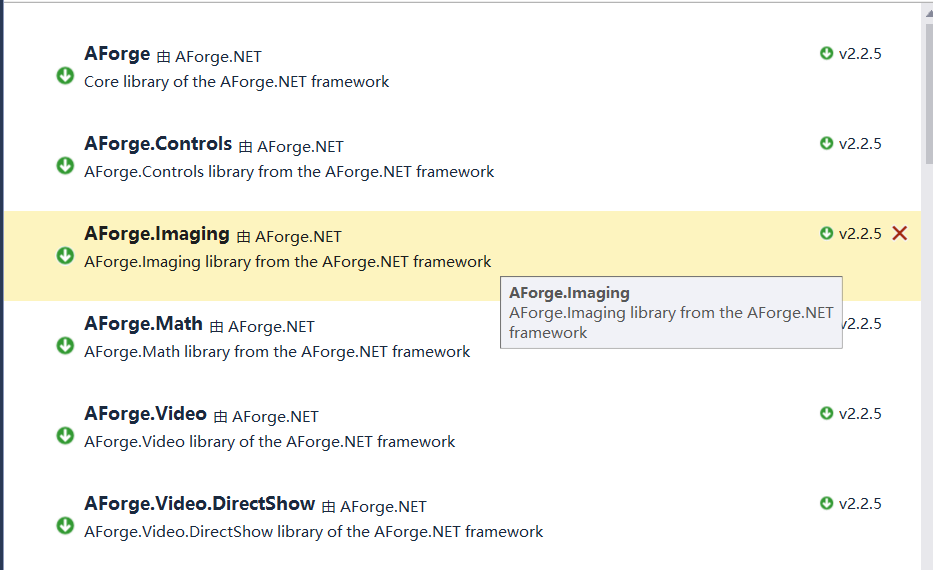 AForge 由 AForge.NET v2.2.5
Core library of the AForge.NET framework
AForge.Controls 由 AForge.NET v2.2.5
AForge.Controls library from the AForge.NET framework
AForge.Imaging 由 AForge.NET v2.2.5
AForge.Imaging library from the AForge.NET framework
AForge.Imaging
AForge.Imaging library from the AForge.NET
framework
AForge.Math 由 AForge.NET v2.2.5
AForge.Math library from the AForge.NET framework
AForge.Video 由 AForge.NET v2.2.5
AForge.Video library of the AForge.NET framework
AForge.Video.DirectShow 由 AForge.NET v2.2.5
AForge.Video.DirectShow library of the AForge.NET framework